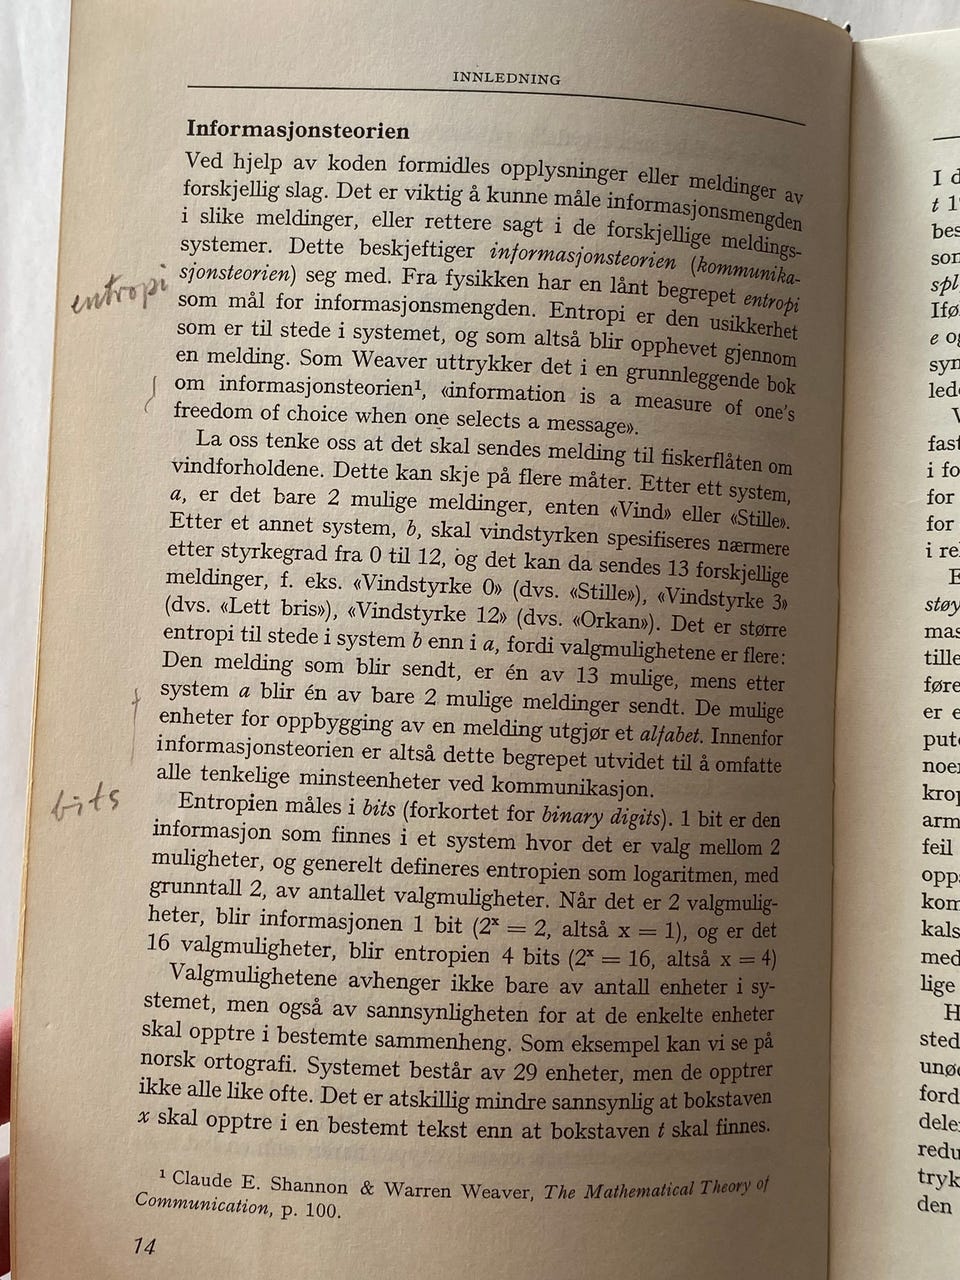 INNLEDNING
Informasjonsteorien
Ved hjelp av koden formidles opplysninger eller meldinger av
forskjellig slag. Det er viktig å kunne måle informasjonsmengden
i slike meldinger, eller rettere sagt i de forskjellige meldings-
systemer. Dette beskjeftiger informasjonsteorien (kommunika-
sjonsteorien) seg med. Fra fysikken har en lånt begrepet entropi
entropi
som mål for informasjonsmengden. Entropi er den usikkerhet
som er til stede i systemet, og som altså blir opphevet gjennom
en melding. Som Weaver uttrykker det i en grunnleggende bok
om informasjonsteorien¹, «information is a measure of one's
freedom of choice when one selects a message».
La oss tenke oss at det skal sendes melding til fiskerflåten om
vindforholdene. Dette kan skje på flere måter. Etter ett system,
a, er det bare 2 mulige meldinger, enten «Vind» eller «Stille».
Etter et annet system, b, skal vindstyrken spesifiseres nærmere
etter styrkegrad fra 0 til 12, og det kan da sendes 13 forskjellige
meldinger, f. eks. «Vindstyrke 0» (dvs. «Stille»), «Vindstyrke 3»
(dvs. «Lett bris»), «Vindstyrke 12» (dvs. «Orkan»). Det er større
entropi til stede i system b enn i a, fordi valgmulighetene er flere:
Den melding som blir sendt, er én av 13 mulige, mens etter
system a blir én av bare 2 mulige meldinger sendt. De mulige
enheter for oppbygging av en melding utgjør et alfabet. Innenfor
informasjonsteorien er altså dette begrepet utvidet til å omfatte
alle tenkelige minsteenheter ved kommunikasjon.
bits
Entropien måles i bits (forkortet for binary digits). 1 bit er den
informasjon som finnes i et system hvor det er valg mellom 2
muligheter, og generelt defineres entropien som logaritmen, med
grunntall 2, av antallet valgmuligheter. Når det er 2 valgmulig-
heter, blir informasjonen 1 bit (2ˣ = 2, altså x = 1), og er det
16 valgmuligheter, blir entropien 4 bits (2ˣ = 16, altså x = 4)
Valgmulighetene avhenger ikke bare av antall enheter i sy-
stemet, men også av sannsynligheten for at de enkelte enheter
skal opptre i bestemte sammenheng. Som eksempel kan vi se på
norsk ortografi. Systemet består av 29 enheter, men de opptrer
ikke alle like ofte. Det er atskillig mindre sannsynlig at bokstaven
x skal opptre i en bestemt tekst enn at bokstaven t skal finnes.
¹ Claude E. Shannon & Warren Weaver, The Mathematical Theory of
Communication, p. 100.
14